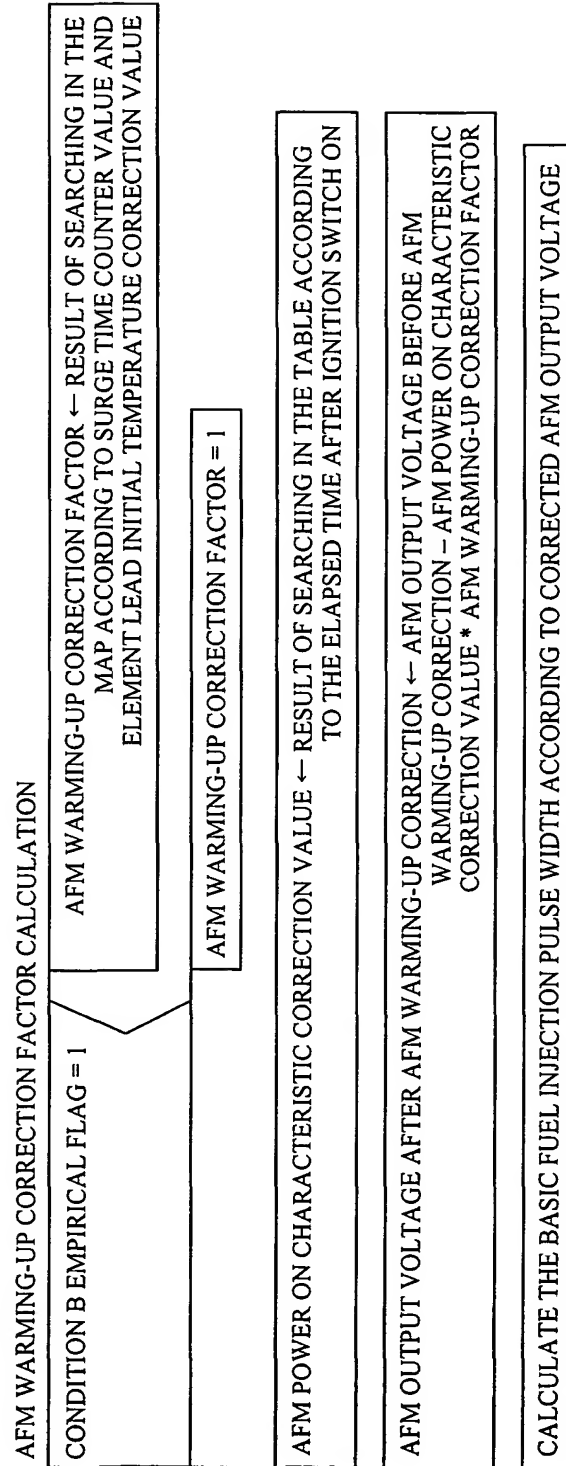 AFM WARMING-UP CORRECTION FACTOR CALCULATION
CONDITION B EMPIRICAL FLAG = 1
AFM WARMING-UP CORRECTION FACTOR ← RESULT OF SEARCHING IN THE
MAP ACCORDING TO SURGE TIME COUNTER VALUE AND
ELEMENT LEAD INITIAL TEMPERATURE CORRECTION VALUE
AFM WARMING-UP CORRECTION FACTOR = 1
AFM POWER ON CHARACTERISTIC CORRECTION VALUE ← RESULT OF SEARCHING IN THE TABLE ACCORDING
TO THE ELAPSED TIME AFTER IGNITION SWITCH ON
AFM OUTPUT VOLTAGE AFTER AFM WARMING-UP CORRECTION ← AFM OUTPUT VOLTAGE BEFORE AFM
WARMING-UP CORRECTION – AFM POWER ON CHARACTERISTIC
CORRECTION VALUE * AFM WARMING-UP CORRECTION FACTOR
CALCULATE THE BASIC FUEL INJECTION PULSE WIDTH ACCORDING TO CORRECTED AFM OUTPUT VOLTAGE